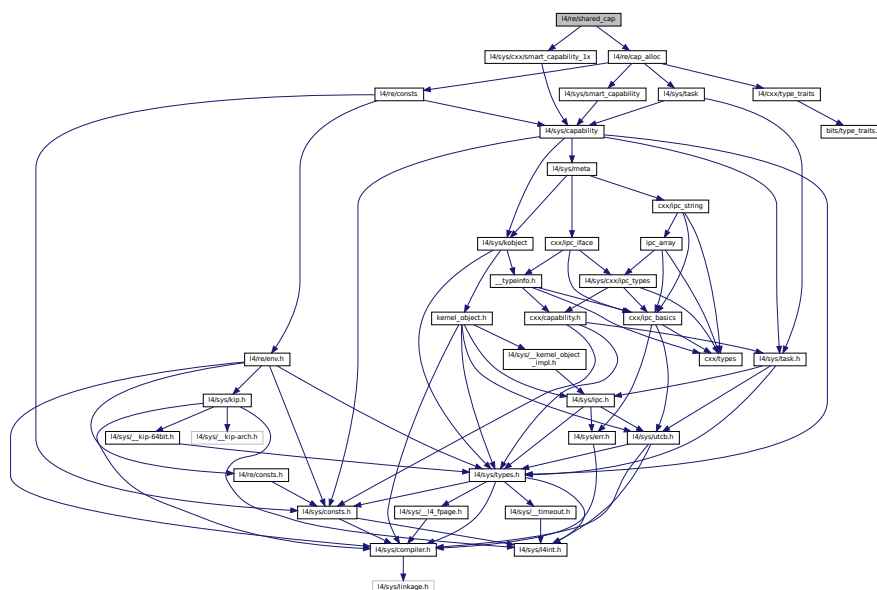 l4/re/shared_cap
l4/sys/cxx/smart_capability_1x
l4/re/cap_alloc
l4/re/consts
l4/sys/smart_capability
l4/sys/task
l4/cxx/type_traits
l4/sys/capability
bits/type_traits.
l4/sys/meta
cxx/ipc_string
l4/sys/kobject
cxx/ipc_iface
ipc_array
__typeinfo.h
l4/sys/cxx/ipc_types
kernel_object.h
cxx/capability.h
cxx/ipc_basics
l4/re/env.h
l4/sys/__kernel_object
_impl.h
cxx/types
l4/sys/task.h
l4/sys/kip.h
l4/sys/ipc.h
l4/sys/__kip-64bit.h
l4/sys/__kip-arch.h
l4/sys/err.h
l4/sys/utcb.h
l4/re/consts.h
l4/sys/types.h
l4/sys/consts.h
l4/sys/__l4_fpage.h
l4/sys/__timeout.h
l4/sys/compiler.h
l4/sys/l4int.h
l4/sys/linkage.h